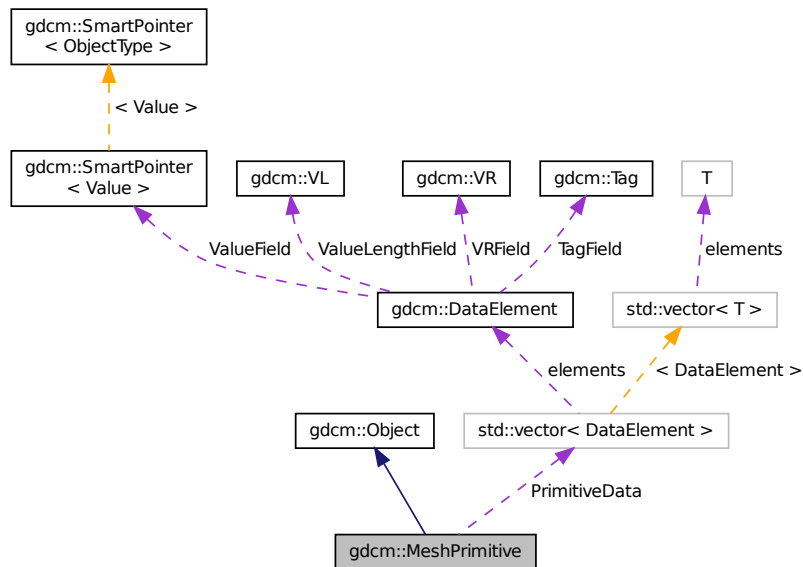 gdcm::SmartPointer
< ObjectType >
< Value >
gdcm::SmartPointer
< Value >
gdcm::VL
gdcm::VR
gdcm::Tag
T
ValueField
ValueLengthField
VRField
TagField
elements
gdcm::DataElement
std::vector< T >
elements
< DataElement >
gdcm::Object
std::vector< DataElement >
PrimitiveData
gdcm::MeshPrimitive